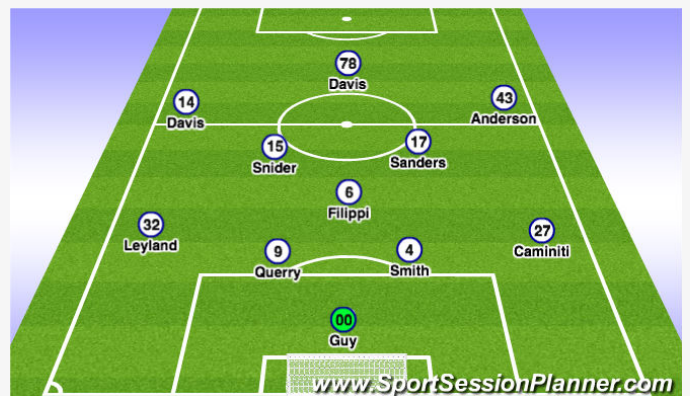 78
Davis
14
Davis
43
Anderson
15
Snider
17
Sanders
6
Filippi
32
Leyland
27
Caminiti
9
Querry
4
Smith
00
Guy
www.SportSessionPlanner.com